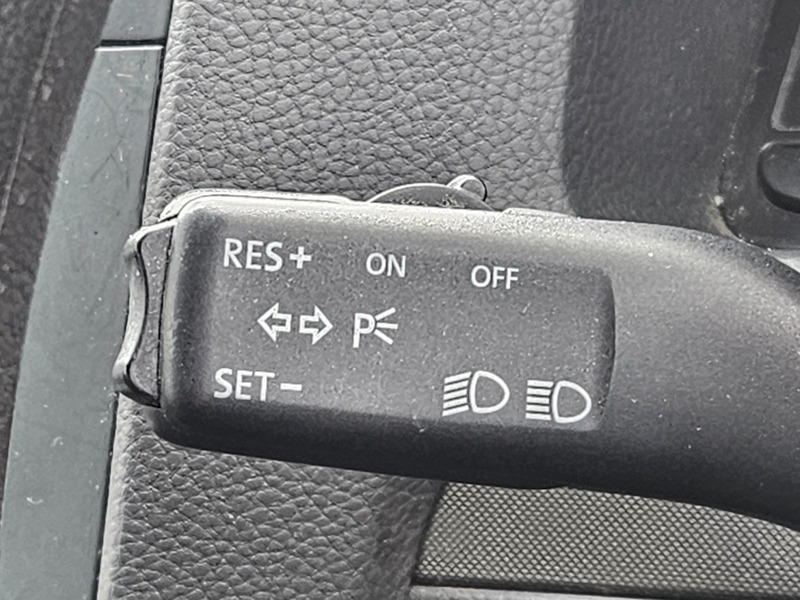 RES+ ON OFF
P
SET-